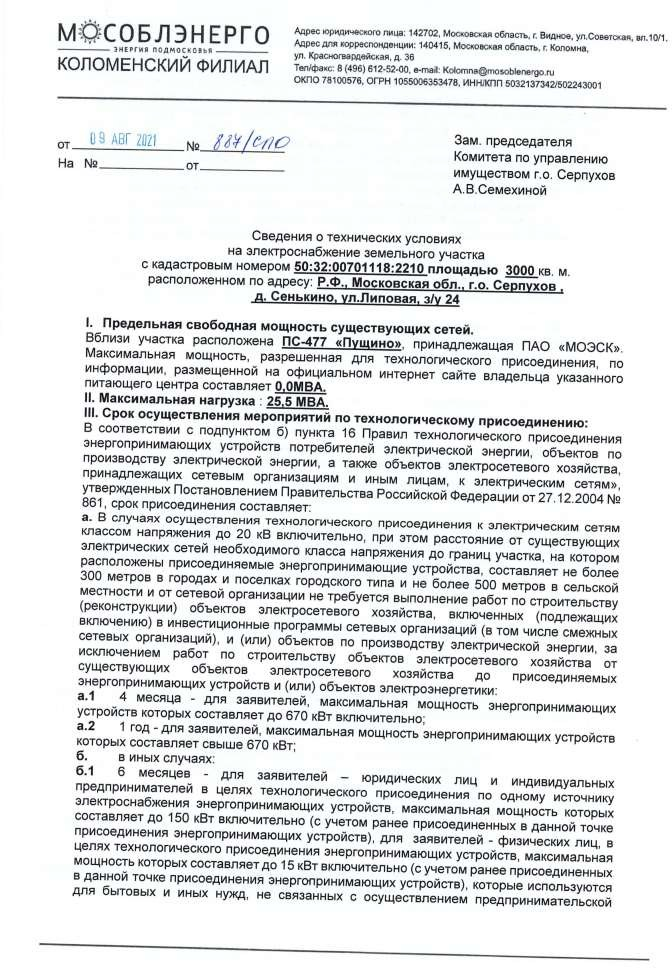 МОСОБЛЭНЕРГО
ЭНЕРГИЯ ПОДМОСКОВЬЯ
КОЛОМЕНСКИЙ ФИЛИАЛ
Адрес юридического лица: 142702, Московская область, г. Видное, ул.Советская, вл.10/1.
Адрес для корреспонденции: 140415, Московская область, г. Коломна,
ул. Красногвардейская, д. 36
Тел/факс: 8 (496) 612-52-00, e-mail: Kolomna@mosoblenergo.ru
ОКПО 78100576, ОГРН 1055006353478, ИНН/КПП 5032137342/502243001
от 09 АВГ 2021 № 887/СПО
На № от
Зам. председателя
Комитета по управлению
имуществом г.о. Серпухов
А.В.Семехиной
Сведения о технических условиях
на электроснабжение земельного участка
с кадастровым номером 50:32:00701118:2210 площадью 3000 кв. м.
расположенном по адресу: Р.Ф., Московская обл., г.о. Серпухов ,
д. Сенькино, ул.Липовая, з/у 24
I. Предельная свободная мощность существующих сетей.
Вблизи участка расположена ПС-477 «Пущино», принадлежащая ПАО «МОЭСК».
Максимальная мощность, разрешенная для технологического присоединения, по
информации, размещенной на официальном интернет сайте владельца указанного
питающего центра составляет 0,0МВА.
II. Максимальная нагрузка : 25,5 МВА.
III. Срок осуществления мероприятий по технологическому присоединению:
В соответствии с подпунктом б) пункта 16 Правил технологического присоединения
энергопринимающих устройств потребителей электрической энергии, объектов по
производству электрической энергии, а также объектов электросетевого хозяйства,
принадлежащих сетевым организациям и иным лицам, к электрическим сетям»,
утвержденных Постановлением Правительства Российской Федерации от 27.12.2004 №
861, срок присоединения составляет:
а. В случаях осуществления технологического присоединения к электрическим сетям
классом напряжения до 20 кВ включительно, при этом расстояние от существующих
электрических сетей необходимого класса напряжения до границ участка, на котором
расположены присоединяемые энергопринимающие устройства, составляет не более
300 метров в городах и поселках городского типа и не более 500 метров в сельской
местности и от сетевой организации не требуется выполнение работ по строительству
(реконструкции) объектов электросетевого хозяйства, включенных (подлежащих
включению) в инвестиционные программы сетевых организаций (в том числе смежных
сетевых организаций), и (или) объектов по производству электрической энергии, за
исключением работ по строительству объектов электросетевого хозяйства от
существующих объектов электросетевого хозяйства до присоединяемых
энергопринимающих устройств и (или) объектов электроэнергетики:
а.1 4 месяца - для заявителей, максимальная мощность энергопринимающих
устройств которых составляет до 670 кВт включительно;
а.2 1 год - для заявителей, максимальная мощность энергопринимающих устройств
которых составляет свыше 670 кВт;
б. в иных случаях:
б.1 6 месяцев - для заявителей – юридических лиц и индивидуальных
предпринимателей в целях технологического присоединения по одному источнику
электроснабжения энергопринимающих устройств, максимальная мощность которых
составляет до 150 кВт включительно (с учетом ранее присоединенных в данной точке
присоединения энергопринимающих устройств), для заявителей - физических лиц, в
целях технологического присоединения энергопринимающих устройств, максимальная
мощность которых составляет до 15 кВт включительно (с учетом ранее присоединенных
в данной точке присоединения энергопринимающих устройств), которые используются
для бытовых и иных нужд, не связанных с осуществлением предпринимательской